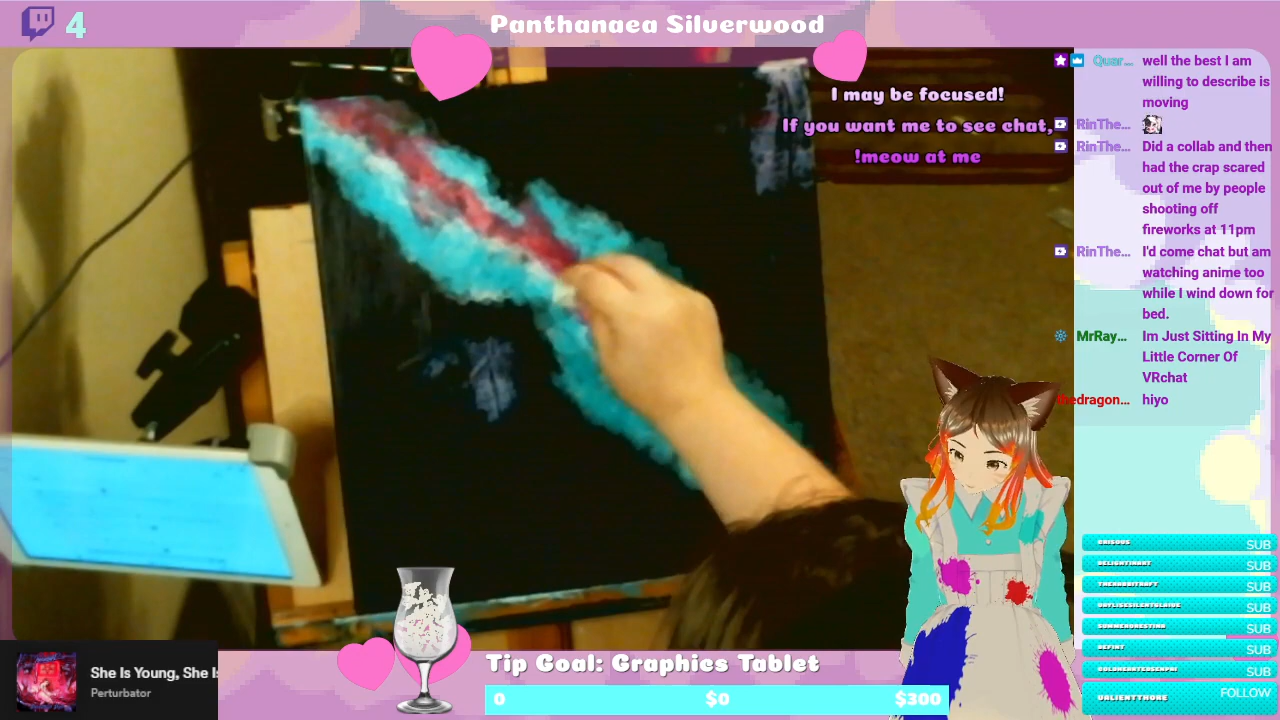 4
Panthanaea Silverwood
I may be focused!
If you want me to see chat,
!meow at me
Quar... well the best I am
willing to describe is
moving
RinThe...
RinThe... Did a collab and then
had the crap scared
out of me by people
shooting off
fireworks at 11pm
RinThe... I'd come chat but am
watching anime too
while I wind down for
bed.
MrRay... Im Just Sitting In My
Little Corner Of
VRchat
hedragon... hiyo
SUB
SUB
SUB
SUB
SUB
SUB
SUB
FOLLOW
She Is Young, She Is
Perturbator
Tip Goal: Graphics Tablet
0 $0 $300